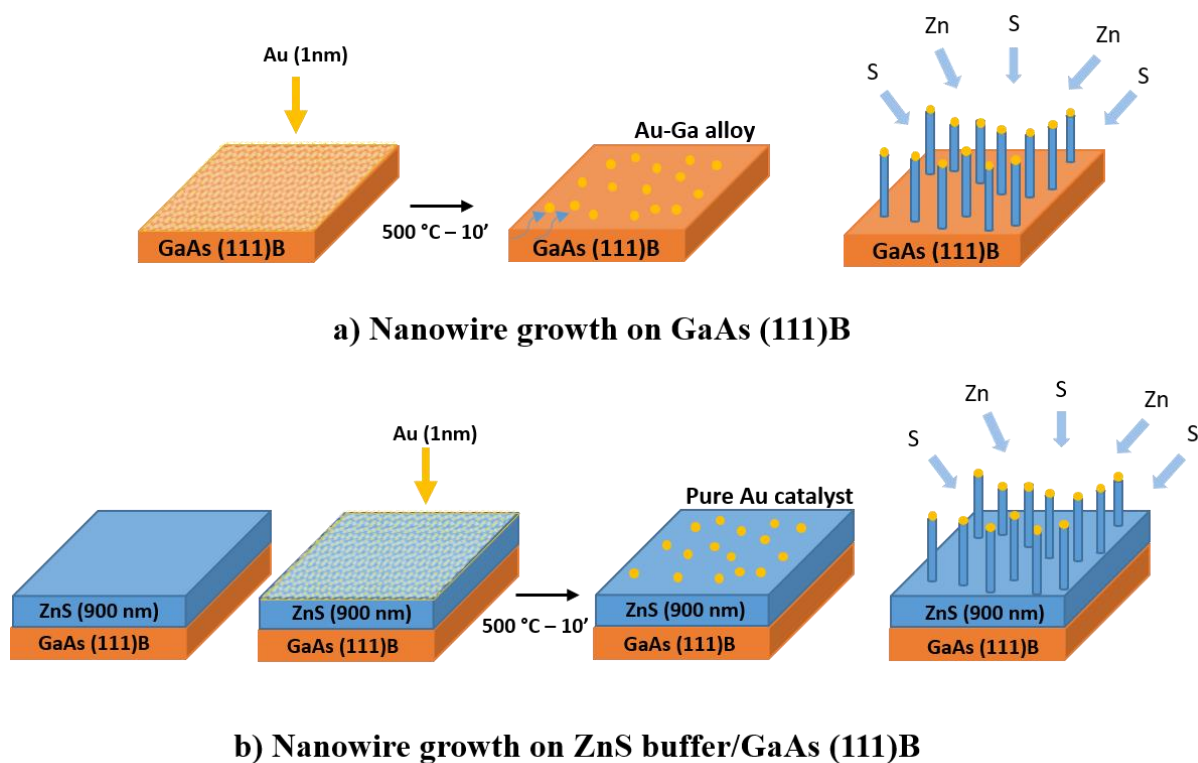 Au (1nm)
Au-Ga alloy
500 °C – 10’
GaAs (111)B
GaAs (111)B
S
Zn
S
Zn
S
GaAs (111)B
a) Nanowire growth on GaAs (111)B
ZnS (900 nm)
GaAs (111)B
Au (1nm)
ZnS (900 nm)
GaAs (111)B
500 °C – 10’
Pure Au catalyst
ZnS (900 nm)
GaAs (111)B
S
Zn
S
Zn
S
ZnS (900 nm)
GaAs (111)B
b) Nanowire growth on ZnS buffer/GaAs (111)B